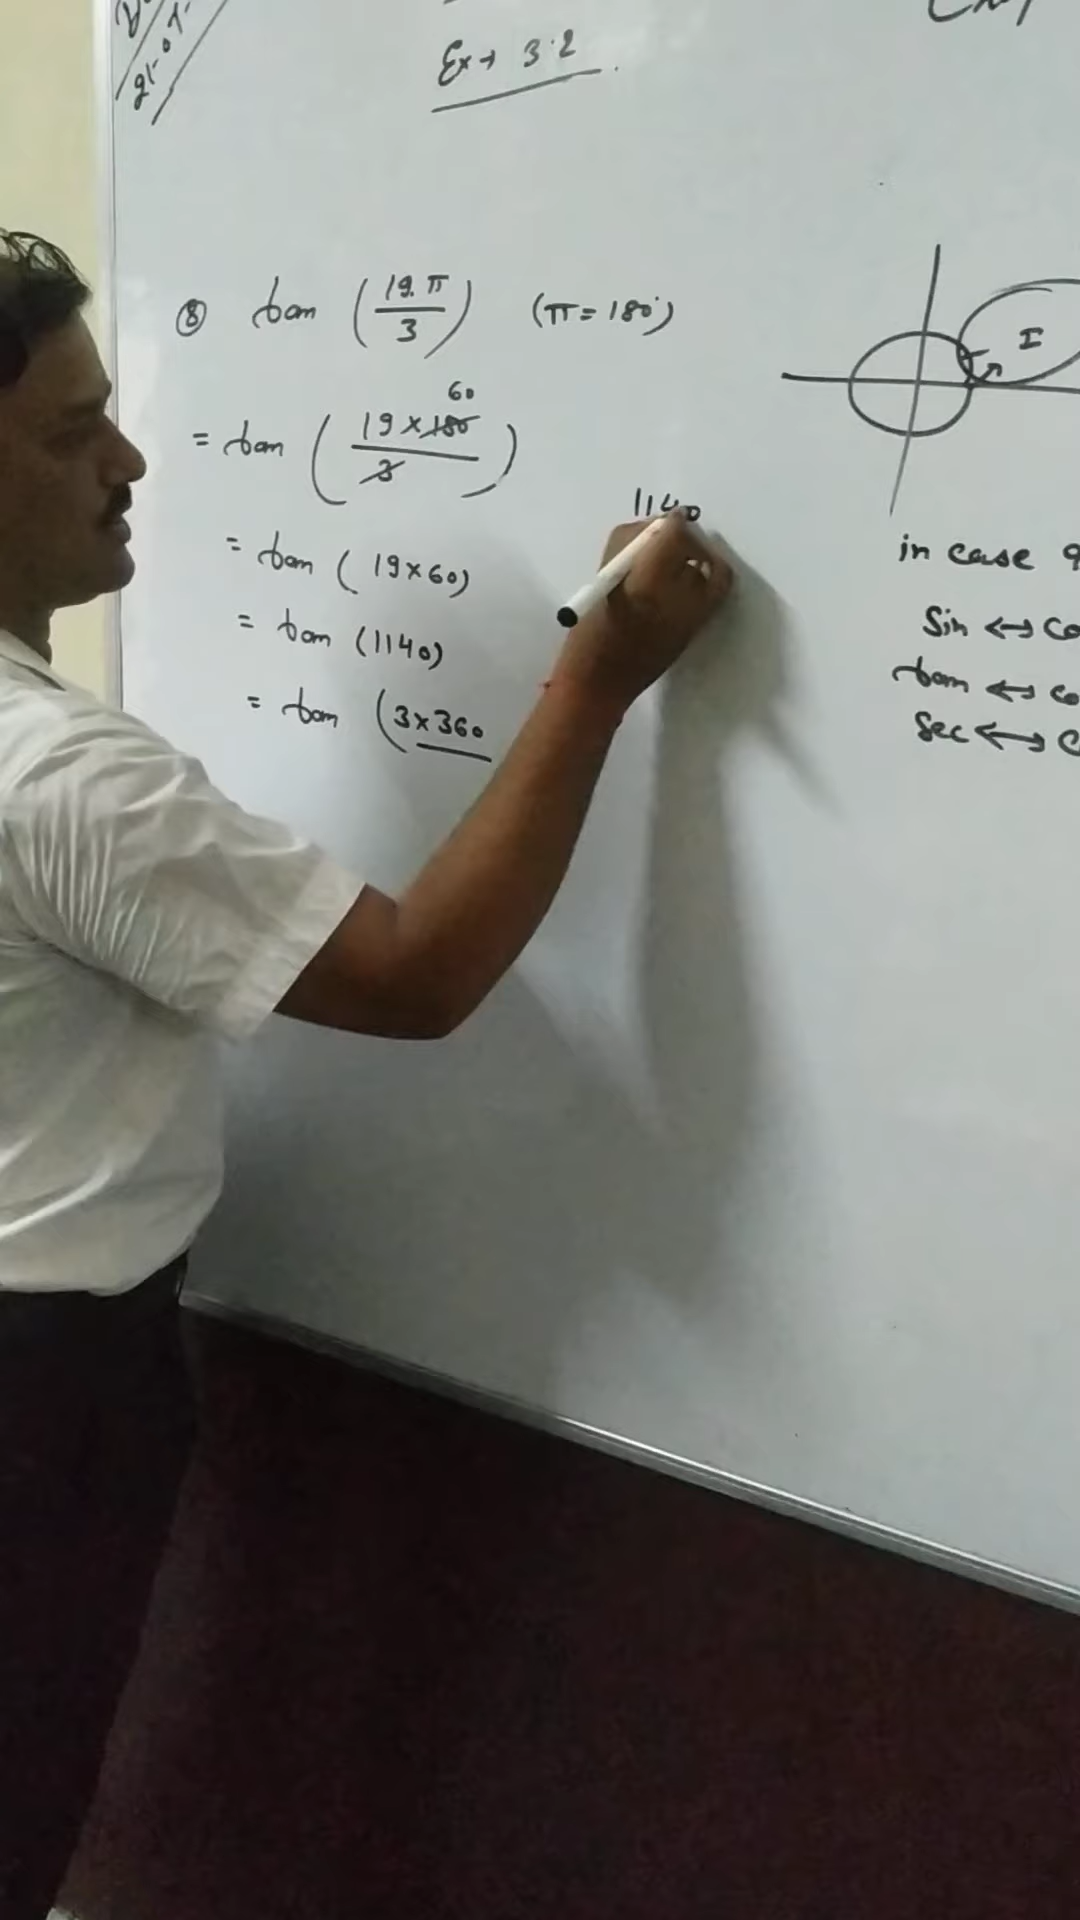 Ex → 3.2
⑧ tan (19π/3) (π = 180°)
= tan (19 × 180/3) 60
= tan (19×60)
= tan (1140)
= tan (3×360
1140
I
in case
Sin ↔
tan ↔
Sec ↔